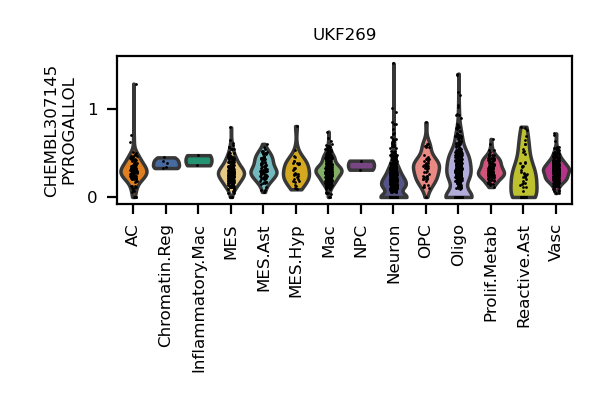 UKF269
CHEMBL307145
PYROGALLOL
1
0
AC
Chromatin.Reg
Inflammatory.Mac
MES
MES.Ast
MES.Hyp
Mac
NPC
Neuron
OPC
Oligo
Prolif.Metab
Reactive.Ast
Vasc